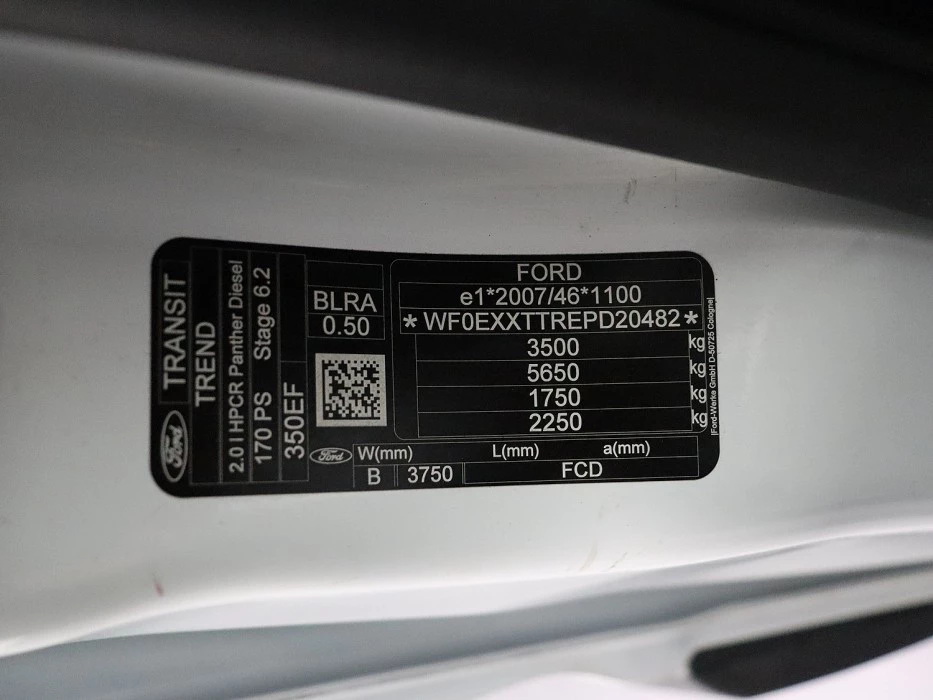 Ford
TRANSIT
TREND
2.0 l HPCR Panther Diesel
170 PS Stage 6.2
350EF
BLRA
0.50
FORD
e1*2007/46*1100
*WF0EXXTTREPD20482*
3500 kg
5650 kg
1750 kg
2250 kg
Ford
W(mm) L(mm) a(mm)
B 3750 FCD
Ford-Werke GmbH D-50725 Cologne